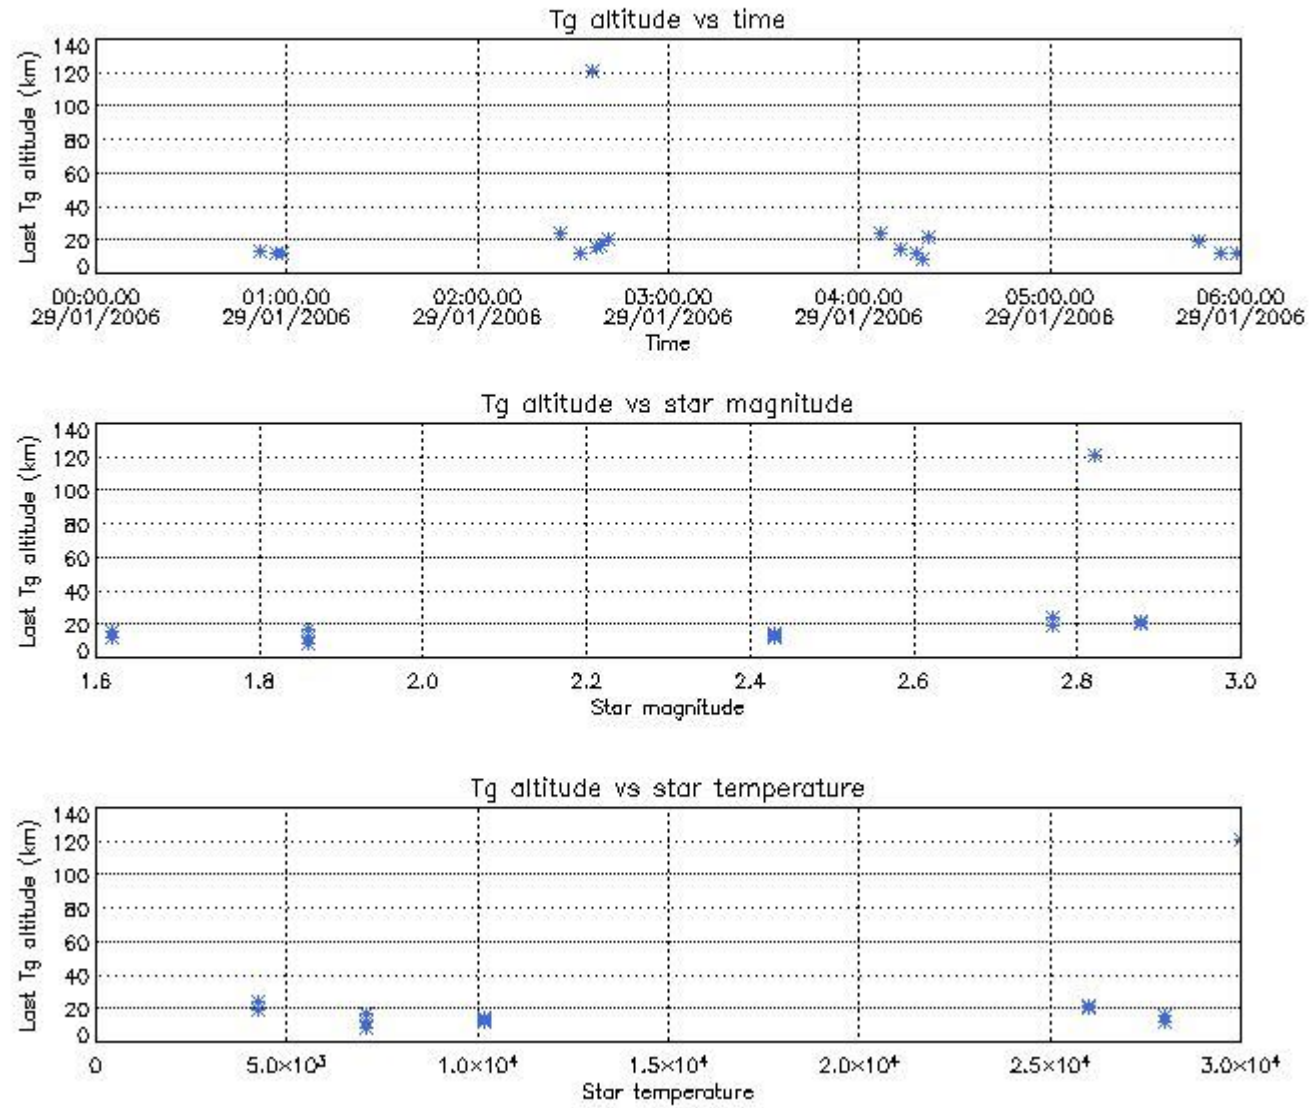 Tg altitude vs time
Last Tg altitude (km)
140
120
100
80
60
40
20
0
00:00.00 01:00.00 02:00.00 03:00.00 04:00.00 05:00.00 06:00.00
29/01/2006 29/01/2006 29/01/2006 29/01/2006 29/01/2006 29/01/2006 29/01/2006
Time
Tg altitude vs star magnitude
Last Tg altitude (km)
140
120
100
80
60
40
20
0
1.6 1.8 2.0 2.2 2.4 2.6 2.8 3.0
Star magnitude
Tg altitude vs star temperature
Last Tg altitude (km)
140
120
100
80
60
40
20
0
0 5.0×10³ 1.0×10⁴ 1.5×10⁴ 2.0×10⁴ 2.5×10⁴ 3.0×10⁴
Star temperature